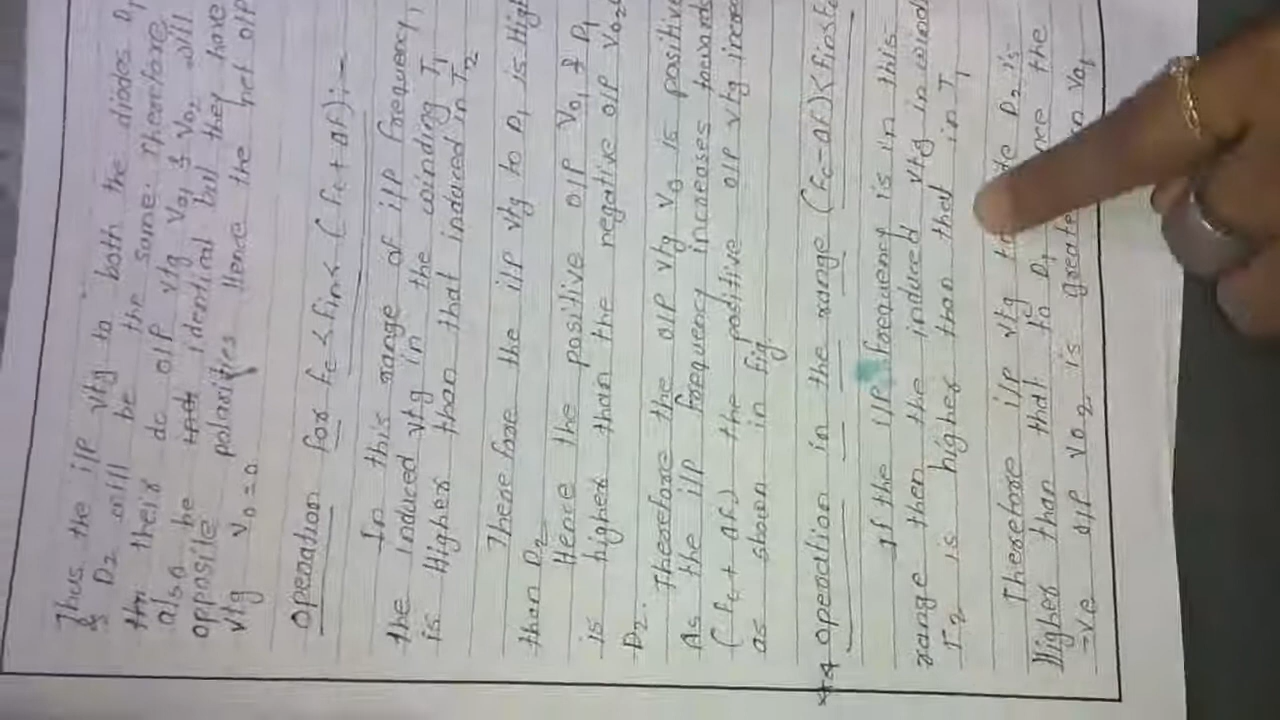 Thus the i/P vtg to both the diodes D1
& D2 will be the same. Therefore
their dc o/P vtg Vo1 & Vo2 will
also be identical but they have
opposite polarities Hence the net o/P
vtg Vo = 0
Operation for fc < fin < (fc + Δf) :-
In this range of i/P frequency,
the induced vtg in the winding T1
is Higher than that induced in T2
Therefore the i/P vtg to D1 is High
than D2
Hence the positive o/P Vo1 of D1
is higher than the negative o/P Vo2
D2.
Therefore the o/P vtg Vo is positive
As the i/P frequency increases towards
(fc + Δf) the positive o/P vtg
as shown in fig
** operation in the range (fc - Δf) < fin < fc
If the i/P frequency is in this
range then the induced vtg in
T2 is higher than that in T1
Therefore i/P vtg D2 is
Higher than that to D1 the
-ve o/P Vo2 is Vo1